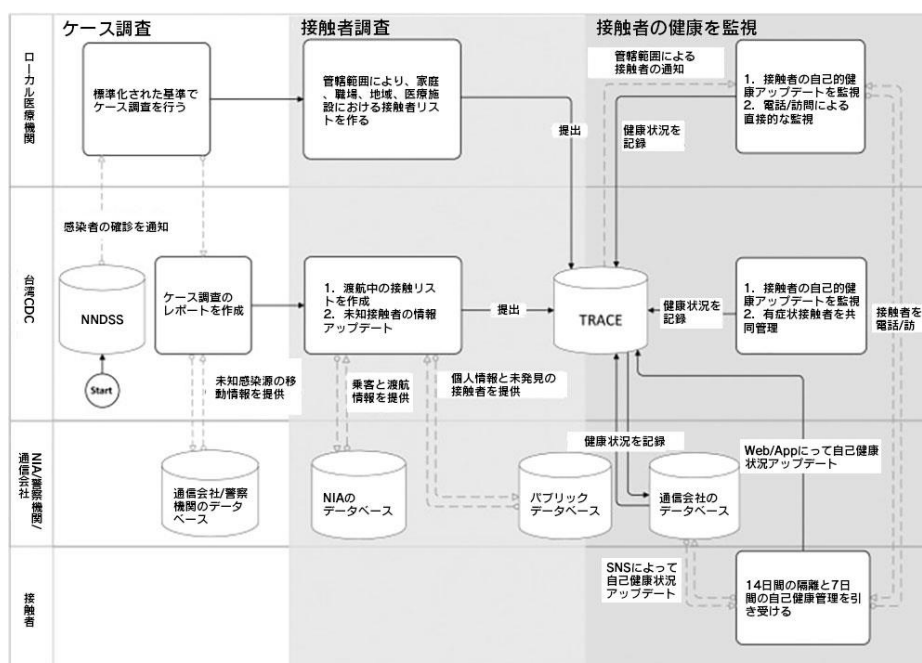 ケース調査
接触者調査
接触者の健康を監視
ローカル医療機関
標準化された基準で
ケース調査を行う
管轄範囲により、家庭
、職場、地域、医療施
設における接触者リス
トを作る
提出
管轄範囲による
接触者の通知
健康状況を
記録
1. 接触者の自己的健
康アップデートを監視
2. 電話/訪問による
直接的な監視
台湾CDC
感染者の確診を通知
NNDSS
Start
ケース調査の
レポートを作成
未知感染源の移
動情報を提供
1. 渡航中の接触リス
トを作成
2. 未知接触者の情報
アップデート
提出
乗客と渡航
情報を提供
個人情報と未発見の
接触者を提供
TRACE
健康状況を
記録
1. 接触者の自己的健
康アップデートを監視
2. 有症状接触者を共
同管理
接触者を
電話/訪
NIA/警察機関/
通信会社
通信会社/警察
機関のデータ
ベース
NIAの
データベース
パブリック
データベース
健康状況を記録
通信会社の
データベース
Web/Appにって自己健康
状況アップデート
接触者
SNSによって
自己健康状況
アップデート
14日間の隔離と7日
間の自己健康管理を引
き受ける